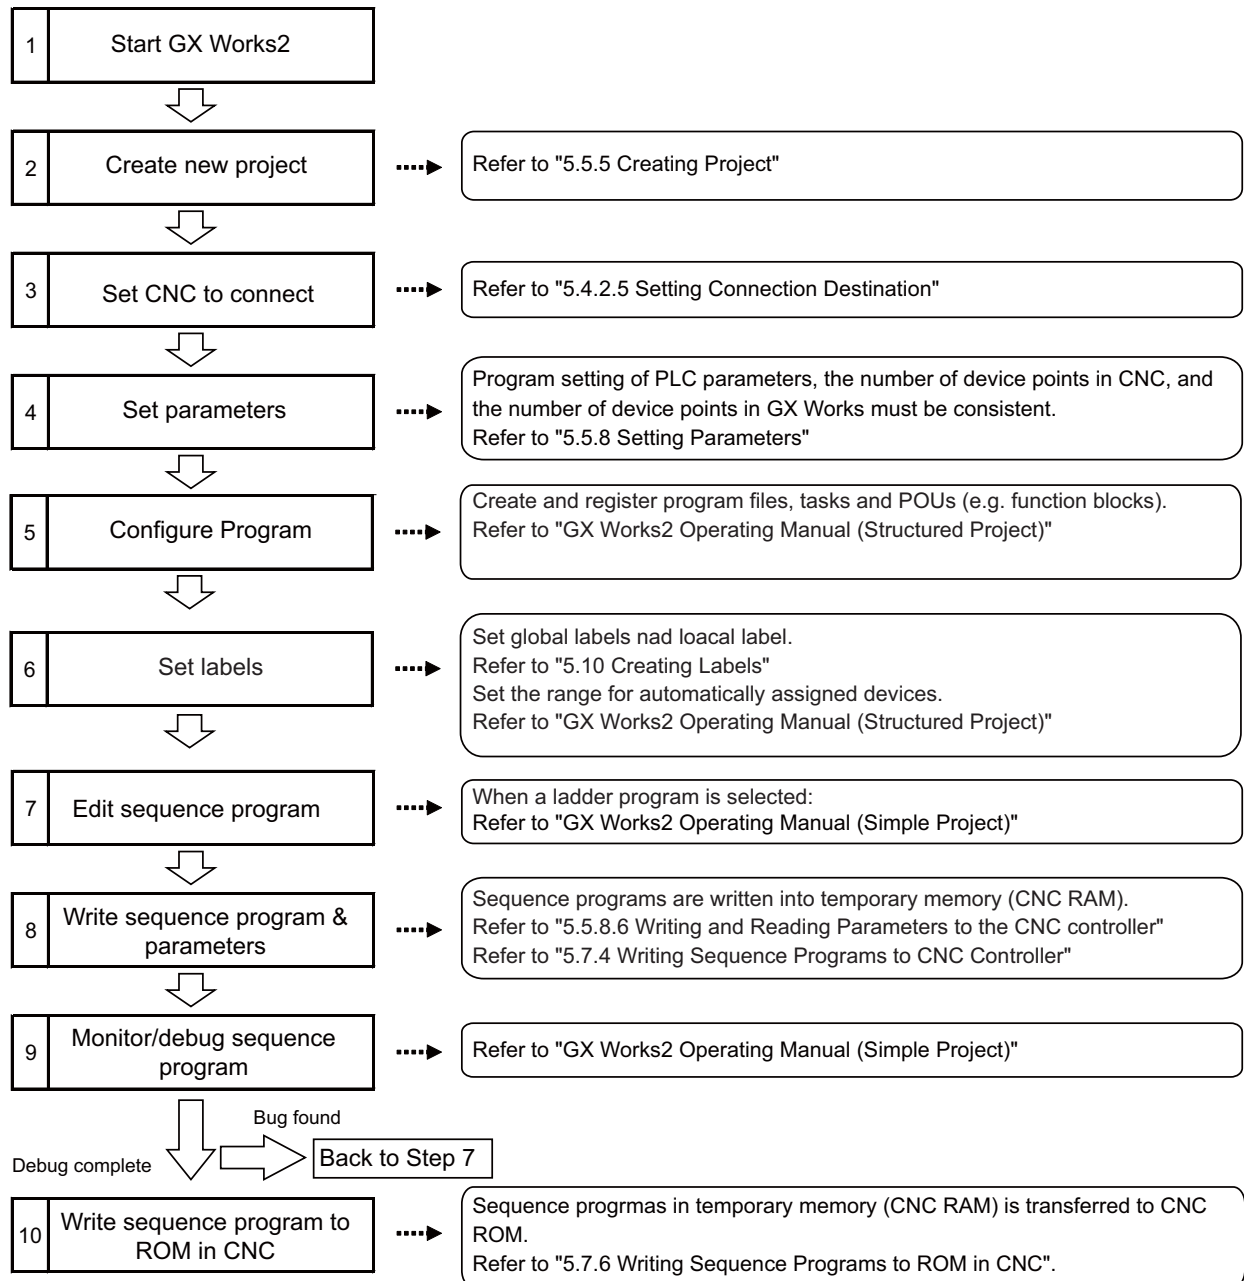 1
Start GX Works2
2
Create new project
Refer to "5.5.5 Creating Project"
3
Set CNC to connect
Refer to "5.4.2.5 Setting Connection Destination"
4
Set parameters
Program setting of PLC parameters, the number of device points in CNC, and
the number of device points in GX Works must be consistent.
Refer to "5.5.8 Setting Parameters"
5
Configure Program
Create and register program files, tasks and POUs (e.g. function blocks).
Refer to "GX Works2 Operating Manual (Structured Project)"
6
Set labels
Set global labels nad loacal label.
Refer to "5.10 Creating Labels"
Set the range for automatically assigned devices.
Refer to "GX Works2 Operating Manual (Structured Project)"
7
Edit sequence program
When a ladder program is selected:
Refer to "GX Works2 Operating Manual (Simple Project)"
8
Write sequence program &
parameters
Sequence programs are written into temporary memory (CNC RAM).
Refer to "5.5.8.6 Writing and Reading Parameters to the CNC controller"
Refer to "5.7.4 Writing Sequence Programs to CNC Controller"
9
Monitor/debug sequence
program
Refer to "GX Works2 Operating Manual (Simple Project)"
Bug found
Back to Step 7
Debug complete
10
Write sequence program to
ROM in CNC
Sequence progrmas in temporary memory (CNC RAM) is transferred to CNC
ROM.
Refer to "5.7.6 Writing Sequence Programs to ROM in CNC".